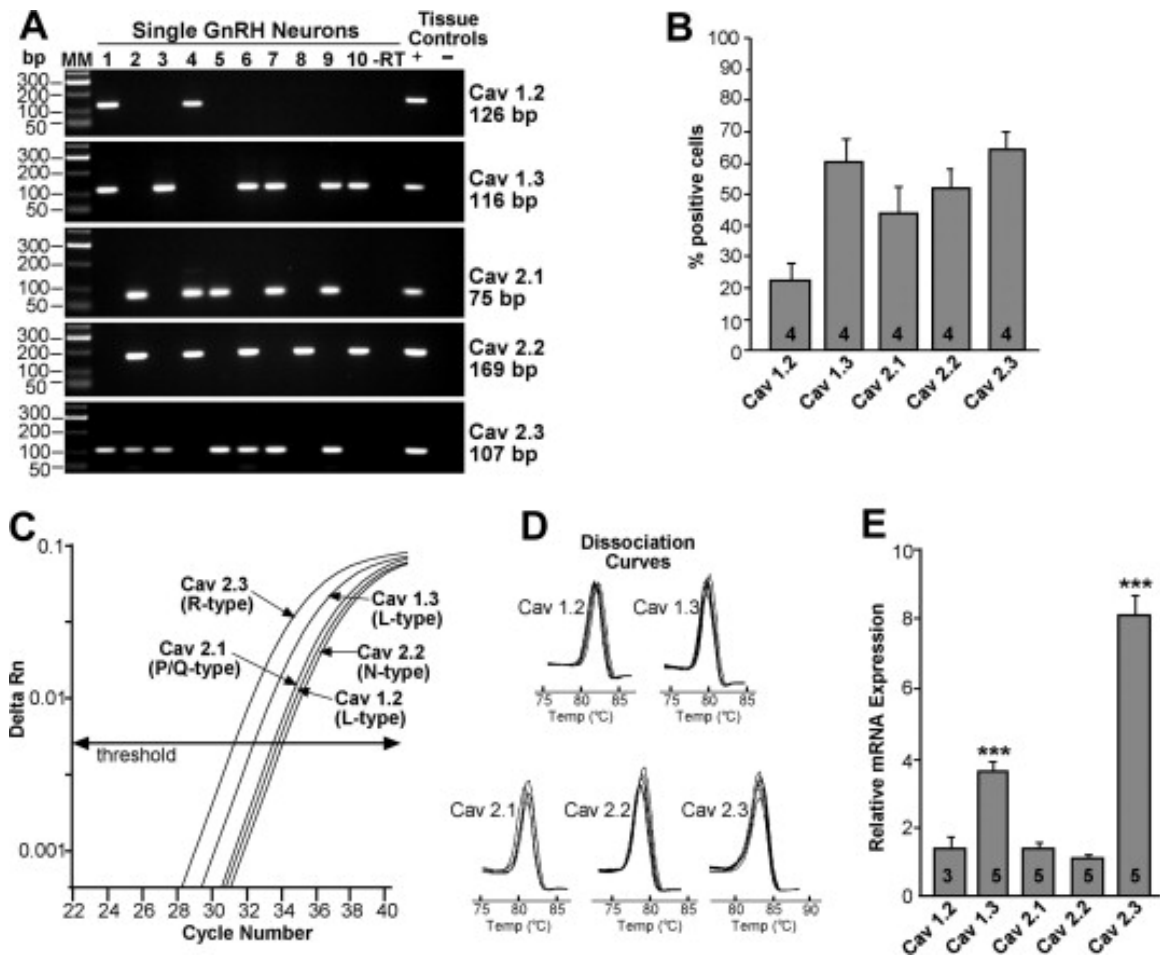 A
Single GnRH Neurons
Tissue
Controls
bp MM 1 2 3 4 5 6 7 8 9 10 -RT + –
300
200
100
50
Cav 1.2
126 bp
300
200
100
50
Cav 1.3
116 bp
300
200
100
50
Cav 2.1
75 bp
300
200
100
50
Cav 2.2
169 bp
300
200
100
50
Cav 2.3
107 bp
B
% positive cells
100
90
80
70
60
50
40
30
20
10
0
4 4 4 4 4
Cav 1.2 Cav 1.3 Cav 2.1 Cav 2.2 Cav 2.3
C
Delta Rn
0.1
0.01
0.001
Cav 2.3
(R-type)
Cav 1.3
(L-type)
Cav 2.1
(P/Q-type)
Cav 2.2
(N-type)
Cav 1.2
(L-type)
threshold
22 24 26 28 30 32 34 36 38 40
Cycle Number
D
Dissociation
Curves
Cav 1.2 Cav 1.3
75 80 85 75 80 85
Temp (°C) Temp (°C)
Cav 2.1 Cav 2.2 Cav 2.3
75 80 85 75 80 85 80 85 90
Temp (°C) Temp (°C) Temp (°C)
E
Relative mRNA Expression
10
8
6
4
2
0
*** ***
3 5 5 5 5
Cav 1.2 Cav 1.3 Cav 2.1 Cav 2.2 Cav 2.3